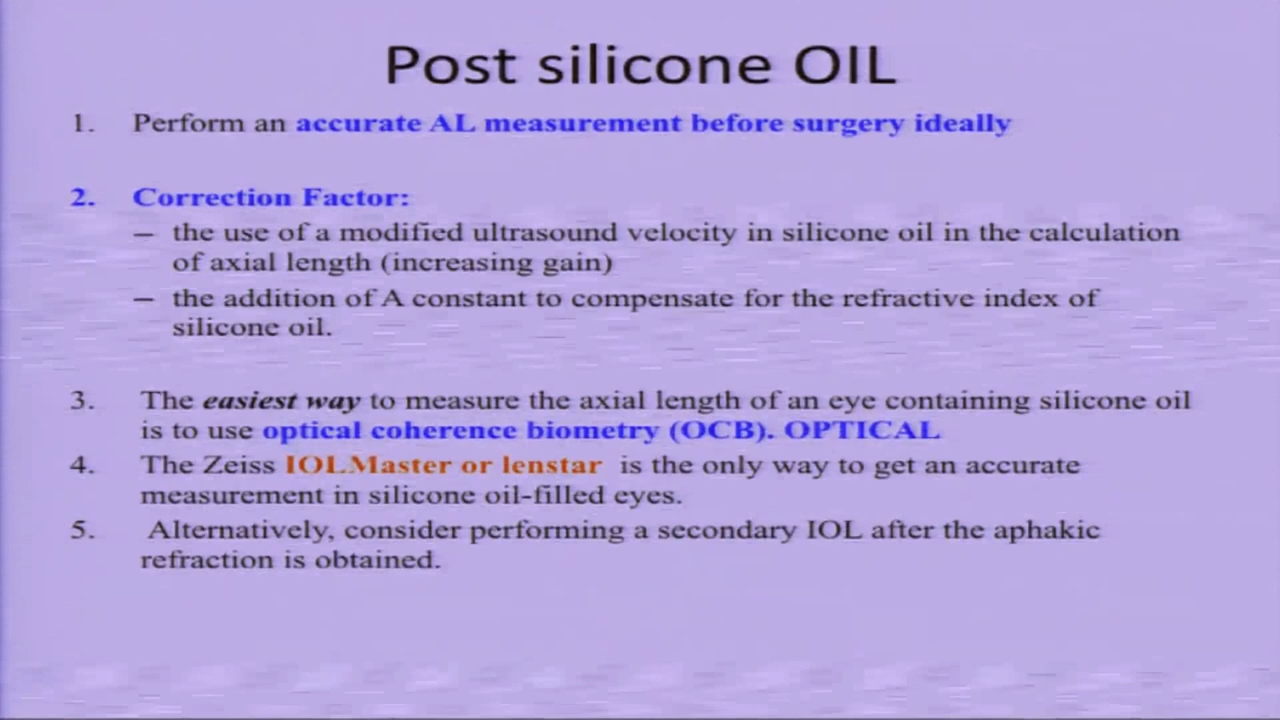 Post silicone OIL
1. Perform an accurate AL measurement before surgery ideally
2. Correction Factor:
– the use of a modified ultrasound velocity in silicone oil in the calculation
of axial length (increasing gain)
– the addition of A constant to compensate for the refractive index of
silicone oil.
3. The easiest way to measure the axial length of an eye containing silicone oil
is to use optical coherence biometry (OCB). OPTICAL
4. The Zeiss IOLMaster or lenstar is the only way to get an accurate
measurement in silicone oil-filled eyes.
5. Alternatively, consider performing a secondary IOL after the aphakic
refraction is obtained.